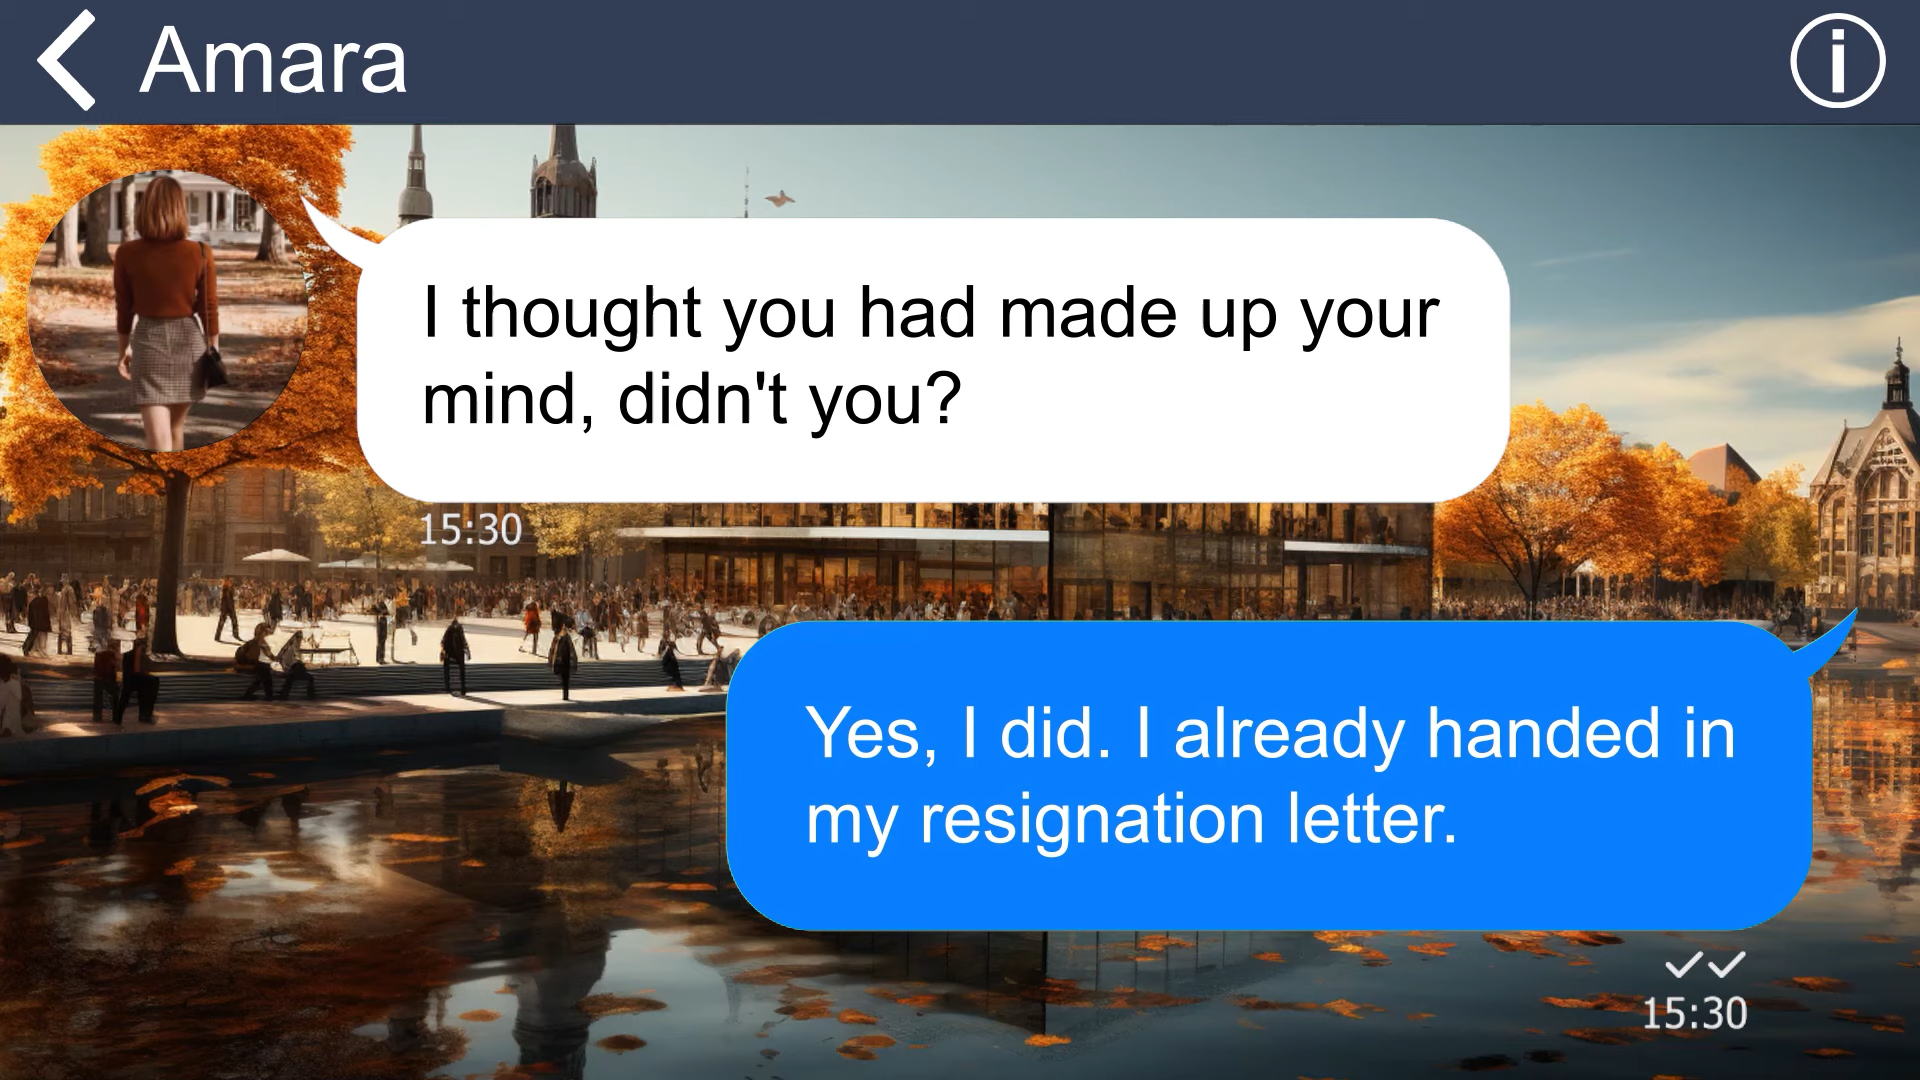 Amara
I thought you had made up your
mind, didn't you?
15:30
Yes, I did. I already handed in
my resignation letter.
15:30